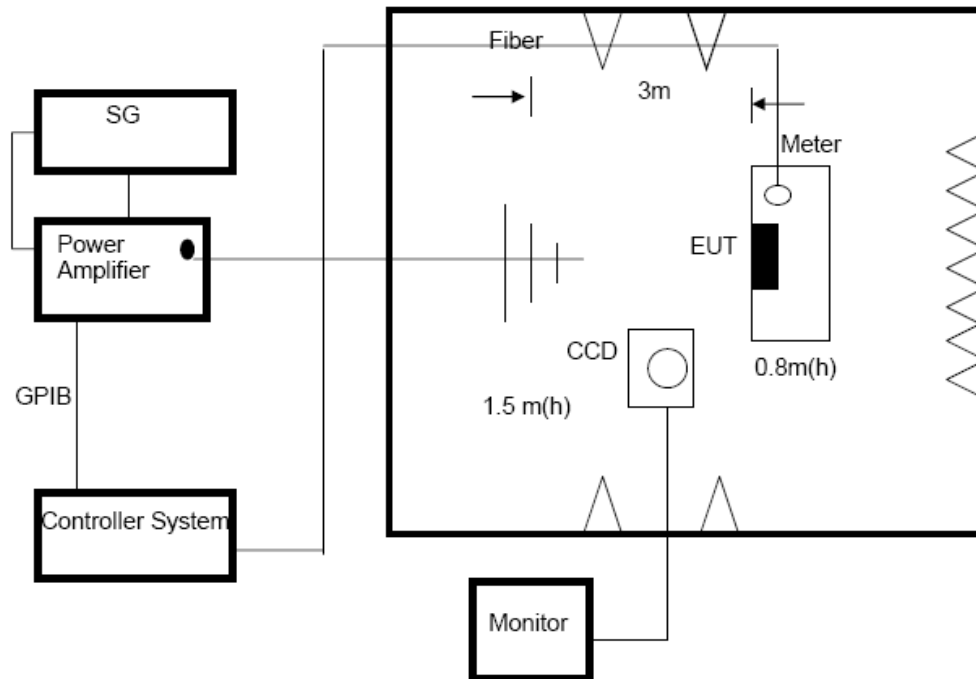 Fiber
3m
SG
Meter
Power
Amplifier
EUT
CCD
0.8m(h)
GPIB
1.5 m(h)
Controller System
Monitor